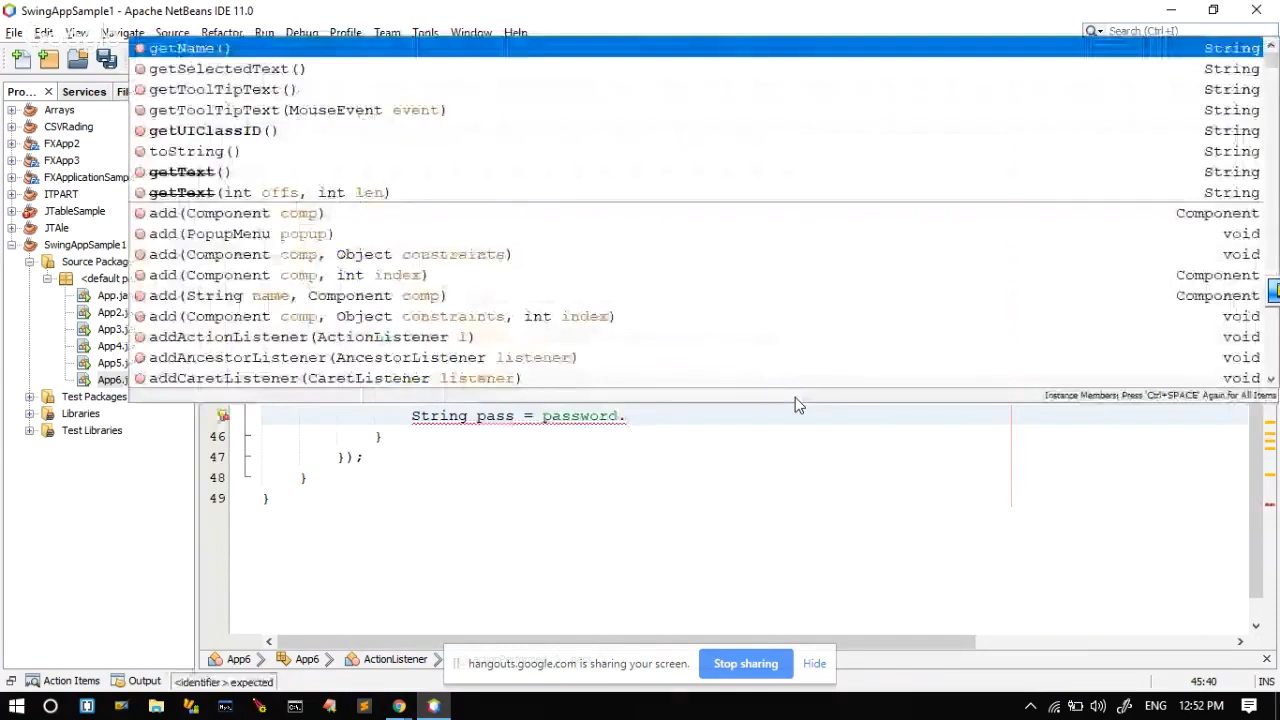 SwingAppSample1 - Apache NetBeans IDE 11.0
File Edit View Navigate Source Refactor Run Debug Profile Team Tools Window Help
Search (Ctrl+I)
Pro... Services Fil
Arrays
CSVRading
FXApp2
FXApp3
FXApplicationSamp
ITPART
JTableSample
JTAle
SwingAppSample1
Source Packag
<default p
App.ja
App2.j
App3.j
App4.j
App5.j
App6.j
Test Packages
Libraries
Test Libraries
getName() String
getSelectedText() String
getToolTipText() String
getToolTipText(MouseEvent event) String
getUIClassID() String
toString() String
getText() String
getText(int offs, int len) String
add(Component comp) Component
add(PopupMenu popup) void
add(Component comp, Object constraints) void
add(Component comp, int index) Component
add(String name, Component comp) Component
add(Component comp, Object constraints, int index) void
addActionListener(ActionListener l) void
addAncestorListener(AncestorListener listener) void
addCaretListener(CaretListener listener) void
Instance Members; Press 'Ctrl+SPACE' Again for All Items
String pass = password.
46 }
47 });
48 }
49 }
App6 App6 ActionListener
hangouts.google.com is sharing your screen. Stop sharing Hide
Action Items Output <identifier> expected 45:40 INS
ENG 12:52 PM